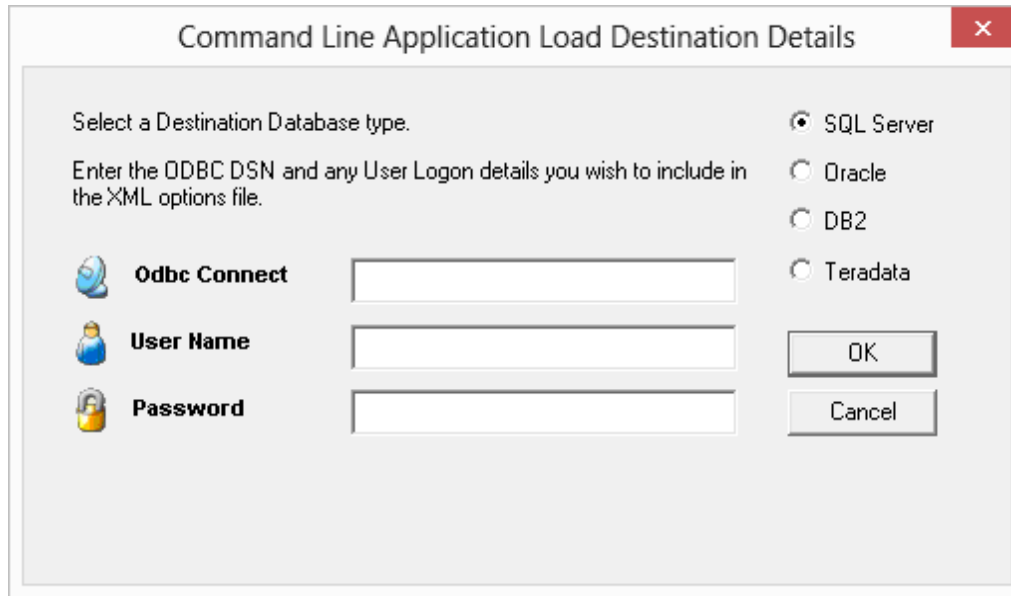 Command Line Application Load Destination Details
Select a Destination Database type.
Enter the ODBC DSN and any User Logon details you wish to include in
the XML options file.
SQL Server
Oracle
DB2
Teradata
Odbc Connect
User Name
Password
OK
Cancel